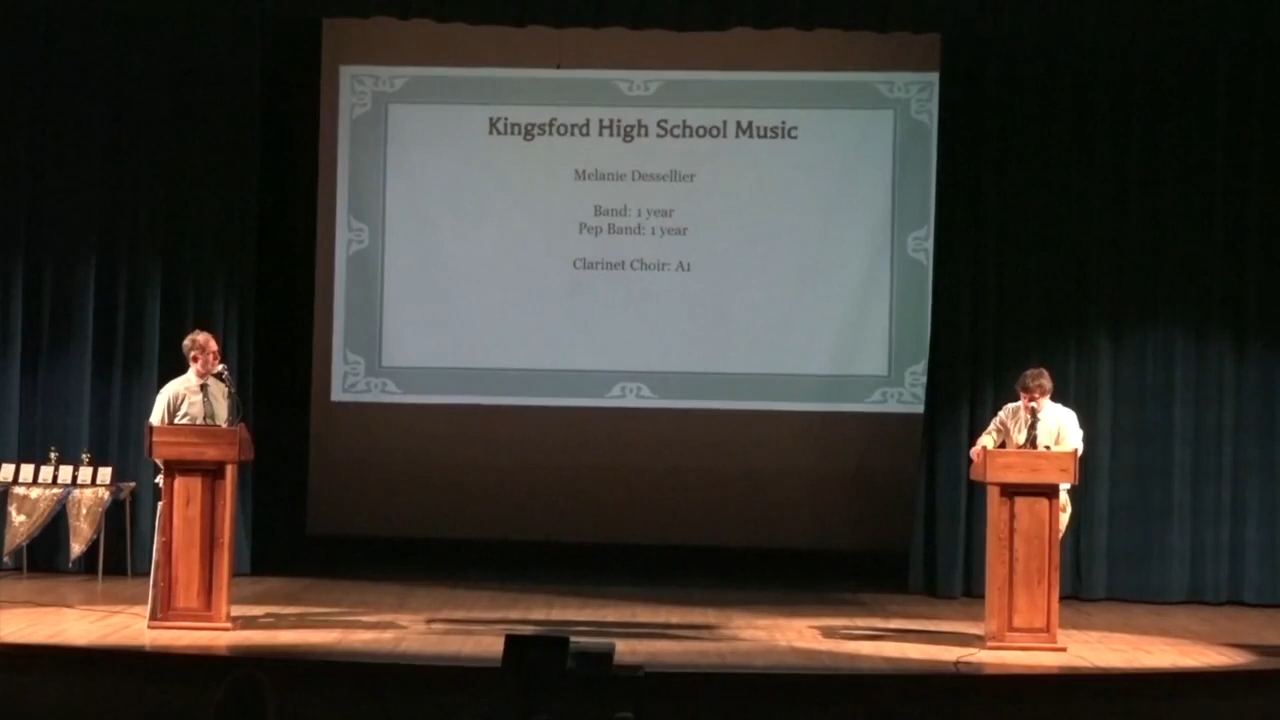 Kingsford High School Music
Melanie Dessellier
Band: 1 year
Pep Band: 1 year
Clarinet Choir: A1